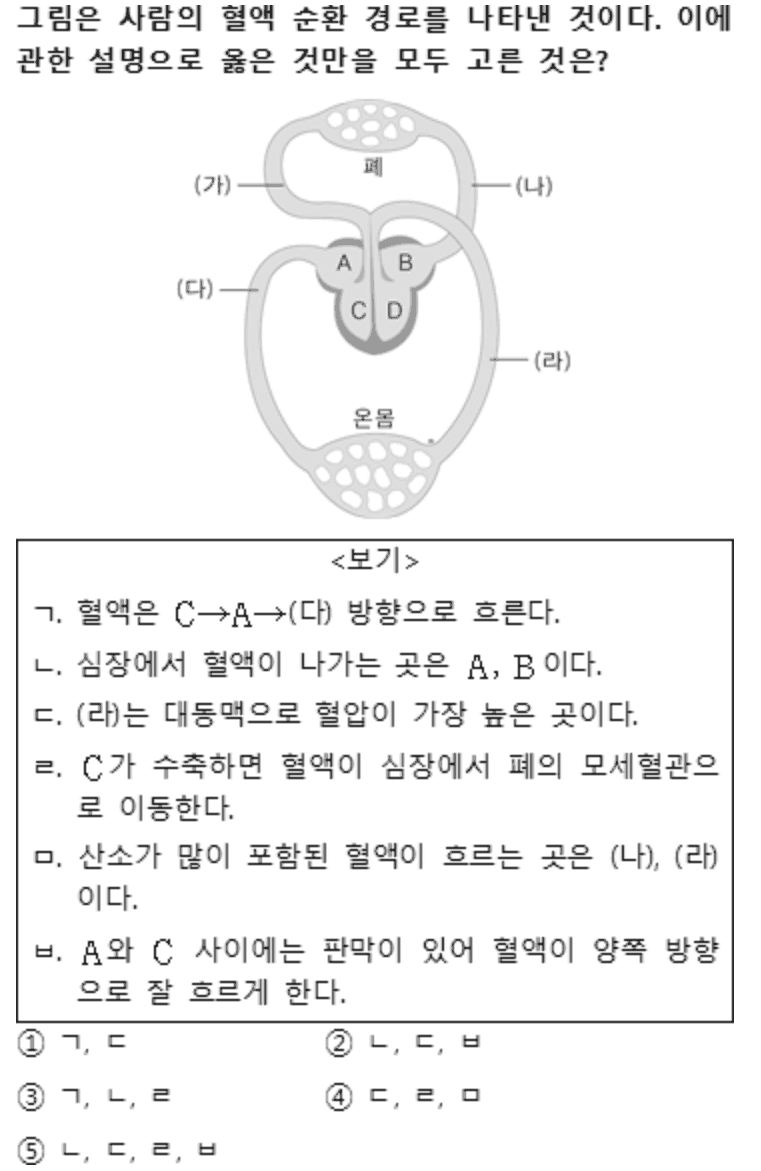 그림은 사람의 혈액 순환 경로를 나타낸 것이다. 이에
관한 설명으로 옳은 것만을 모두 고른 것은?
폐
(가)
(나)
A
B
(다)
C
D
(라)
온몸
<보기>
ㄱ. 혈액은 C→A→(다) 방향으로 흐른다.
ㄴ. 심장에서 혈액이 나가는 곳은 A, B이다.
ㄷ. (라)는 대동맥으로 혈압이 가장 높은 곳이다.
ㄹ. C가 수축하면 혈액이 심장에서 폐의 모세혈관으
로 이동한다.
ㅁ. 산소가 많이 포함된 혈액이 흐르는 곳은 (나), (라)
이다.
ㅂ. A와 C 사이에는 판막이 있어 혈액이 양쪽 방향
으로 잘 흐르게 한다.
① ㄱ, ㄷ ② ㄴ, ㄷ, ㅂ
③ ㄱ, ㄴ, ㄹ ④ ㄷ, ㄹ, ㅁ
⑤ ㄴ, ㄷ, ㄹ, ㅂ